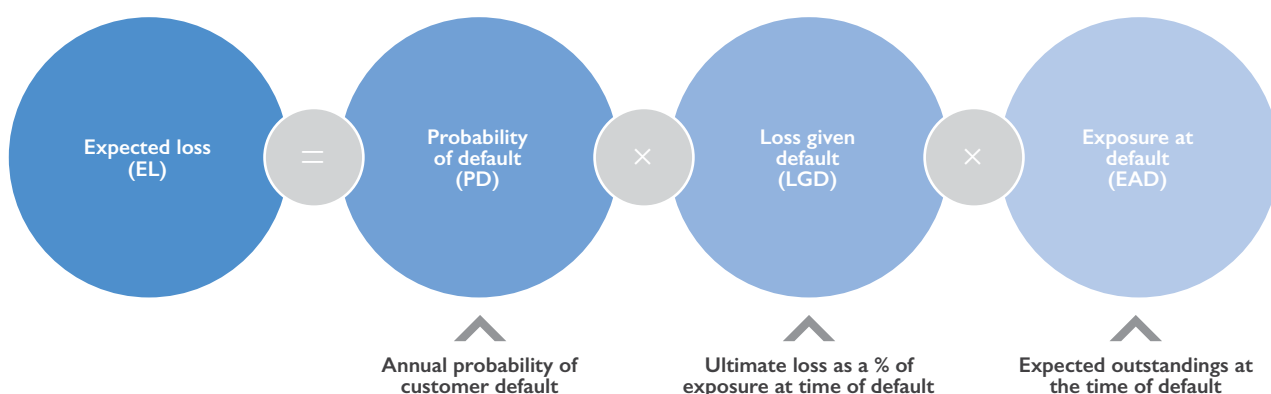 Expected loss
(EL)
=
Probability
of default
(PD)
×
Loss given
default
(LGD)
×
Exposure at
default
(EAD)
Annual probability of
customer default
Ultimate loss as a % of
exposure at time of default
Expected outstandings at
the time of default